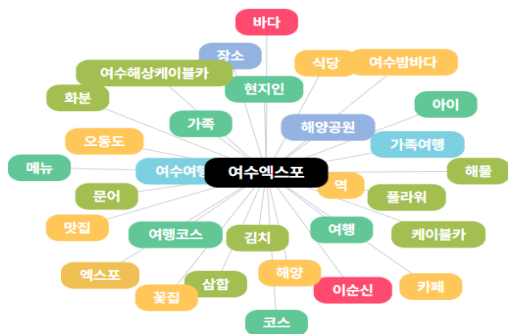 바다
장소
식당
여수밤바다
여수해상케이블카
현지인
화분
아이
가족
해양공원
오동도
가족여행
메뉴
여수여행
여수엑스포
해물
문어
역
플라워
맛집
여행코스
김치
여행
케이블카
엑스포
꽃집
삼합
해양
이순신
카페
코스